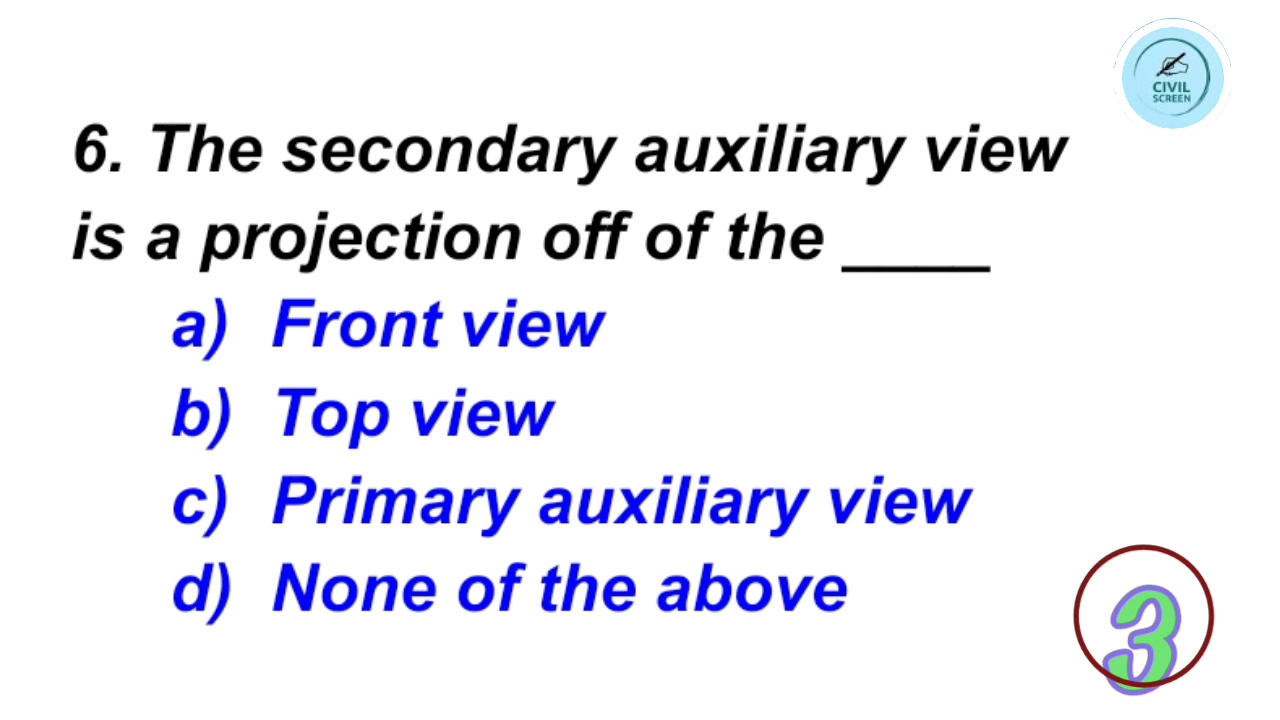 CIVIL
SCREEN
6. The secondary auxiliary view
is a projection off of the ____
a) Front view
b) Top view
c) Primary auxiliary view
d) None of the above
3